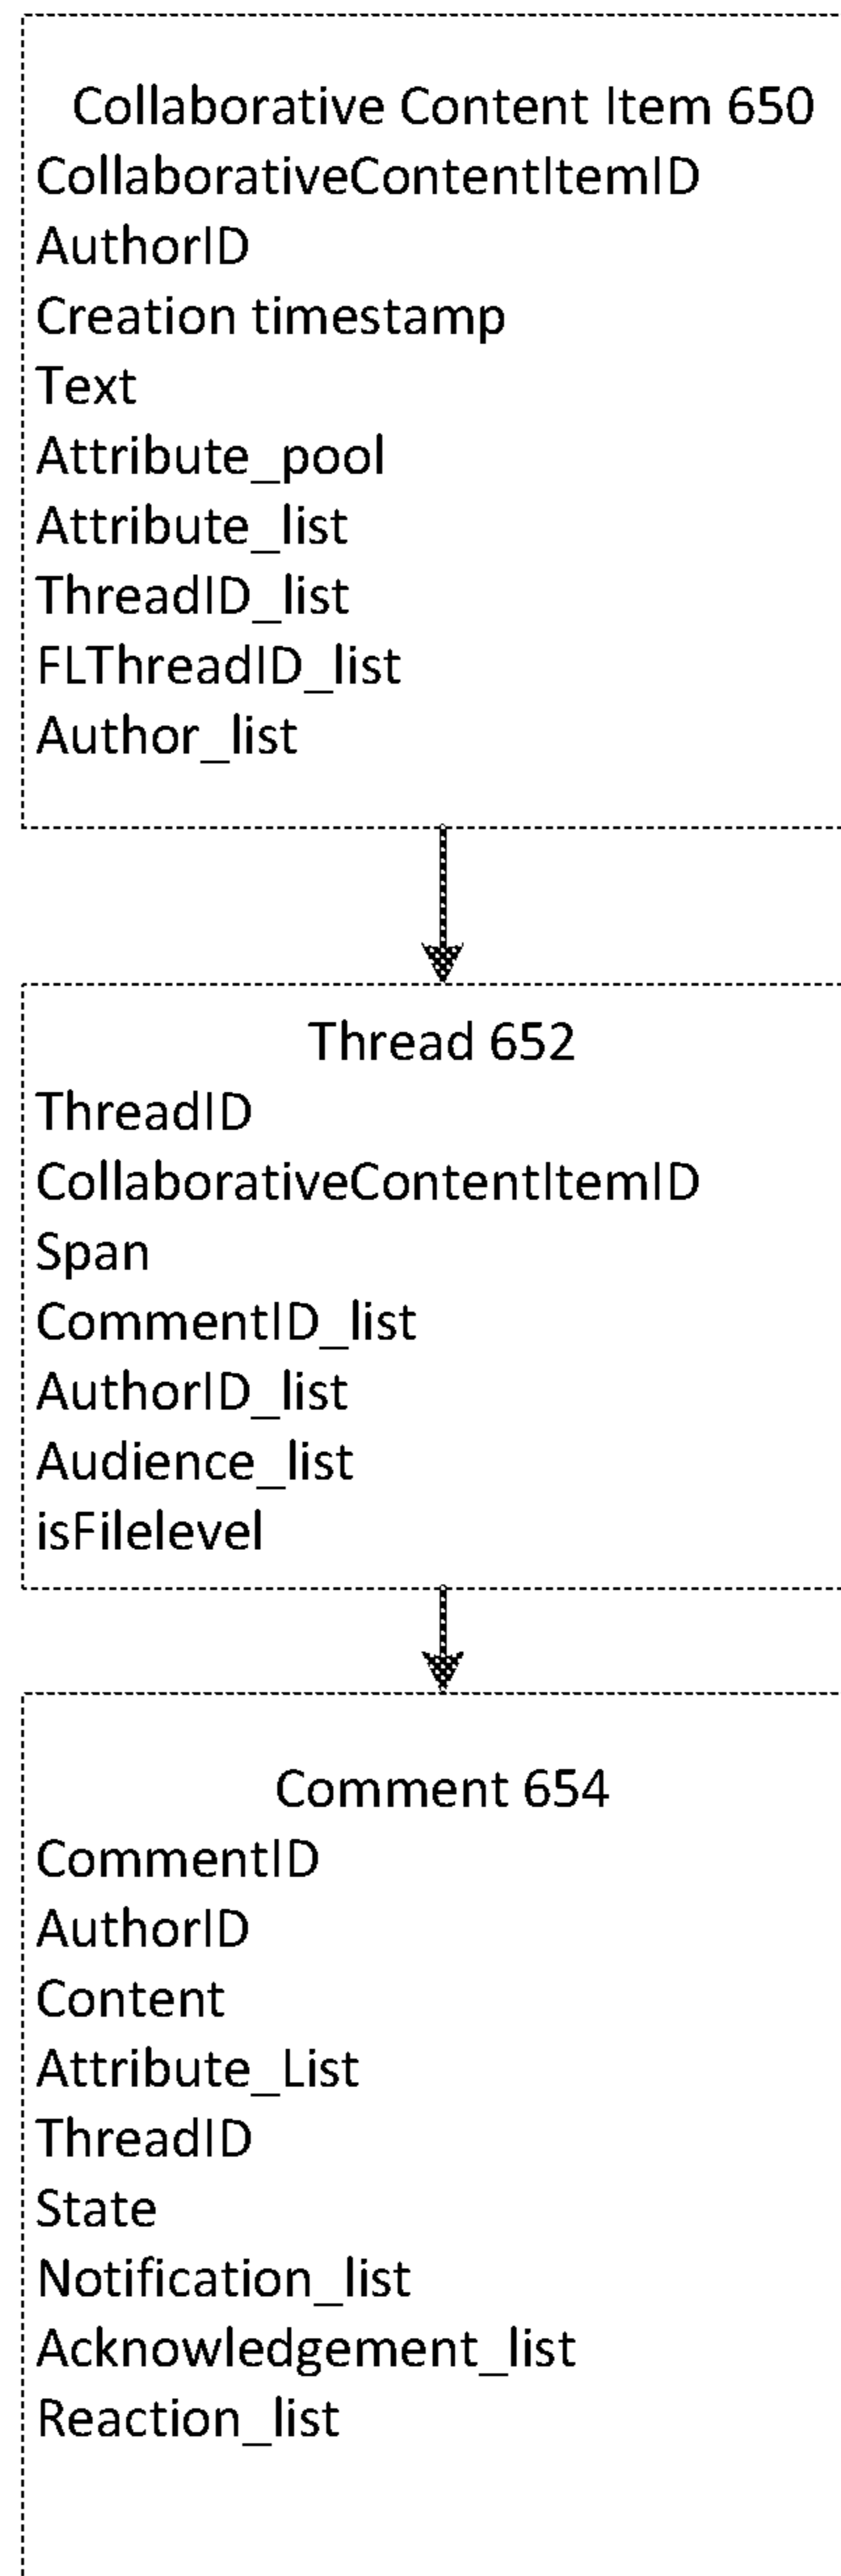 Collaborative Content Item 650
CollaborativeContentItemID
AuthorID
Creation timestamp
Text
Attribute_pool
Attribute_list
ThreadID_list
FLThreadID_list
Author_list
Thread 652
ThreadID
CollaborativeContentItemID
Span
CommentID_list
AuthorID_list
Audience_list
isFilelevel
Comment 654
CommentID
AuthorID
Content
Attribute_List
ThreadID
State
Notification_list
Acknowledgement_list
Reaction_list